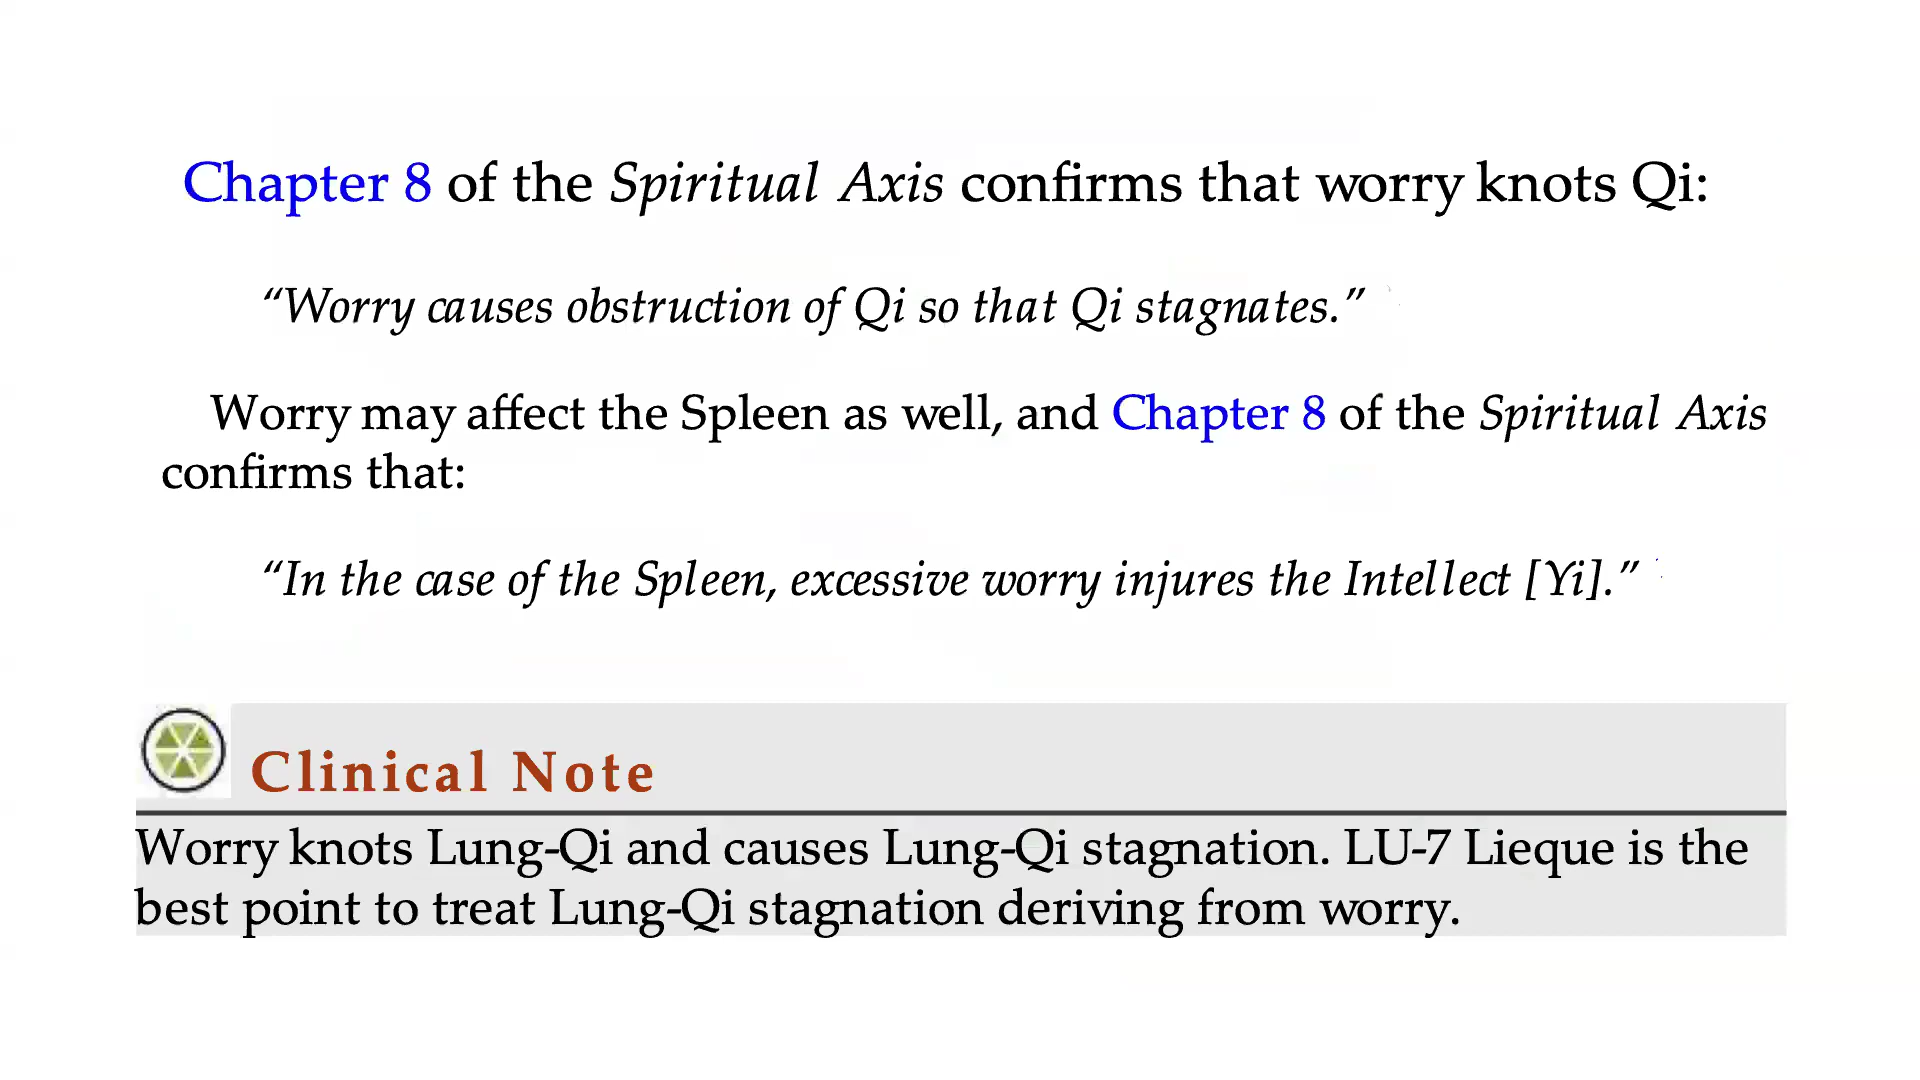 Chapter 8 of the Spiritual Axis confirms that worry knots Qi:
“Worry causes obstruction of Qi so that Qi stagnates.”
Worry may affect the Spleen as well, and Chapter 8 of the Spiritual Axis
confirms that:
“In the case of the Spleen, excessive worry injures the Intellect [Yi].”
Clinical Note
Worry knots Lung-Qi and causes Lung-Qi stagnation. LU-7 Lieque is the
best point to treat Lung-Qi stagnation deriving from worry.